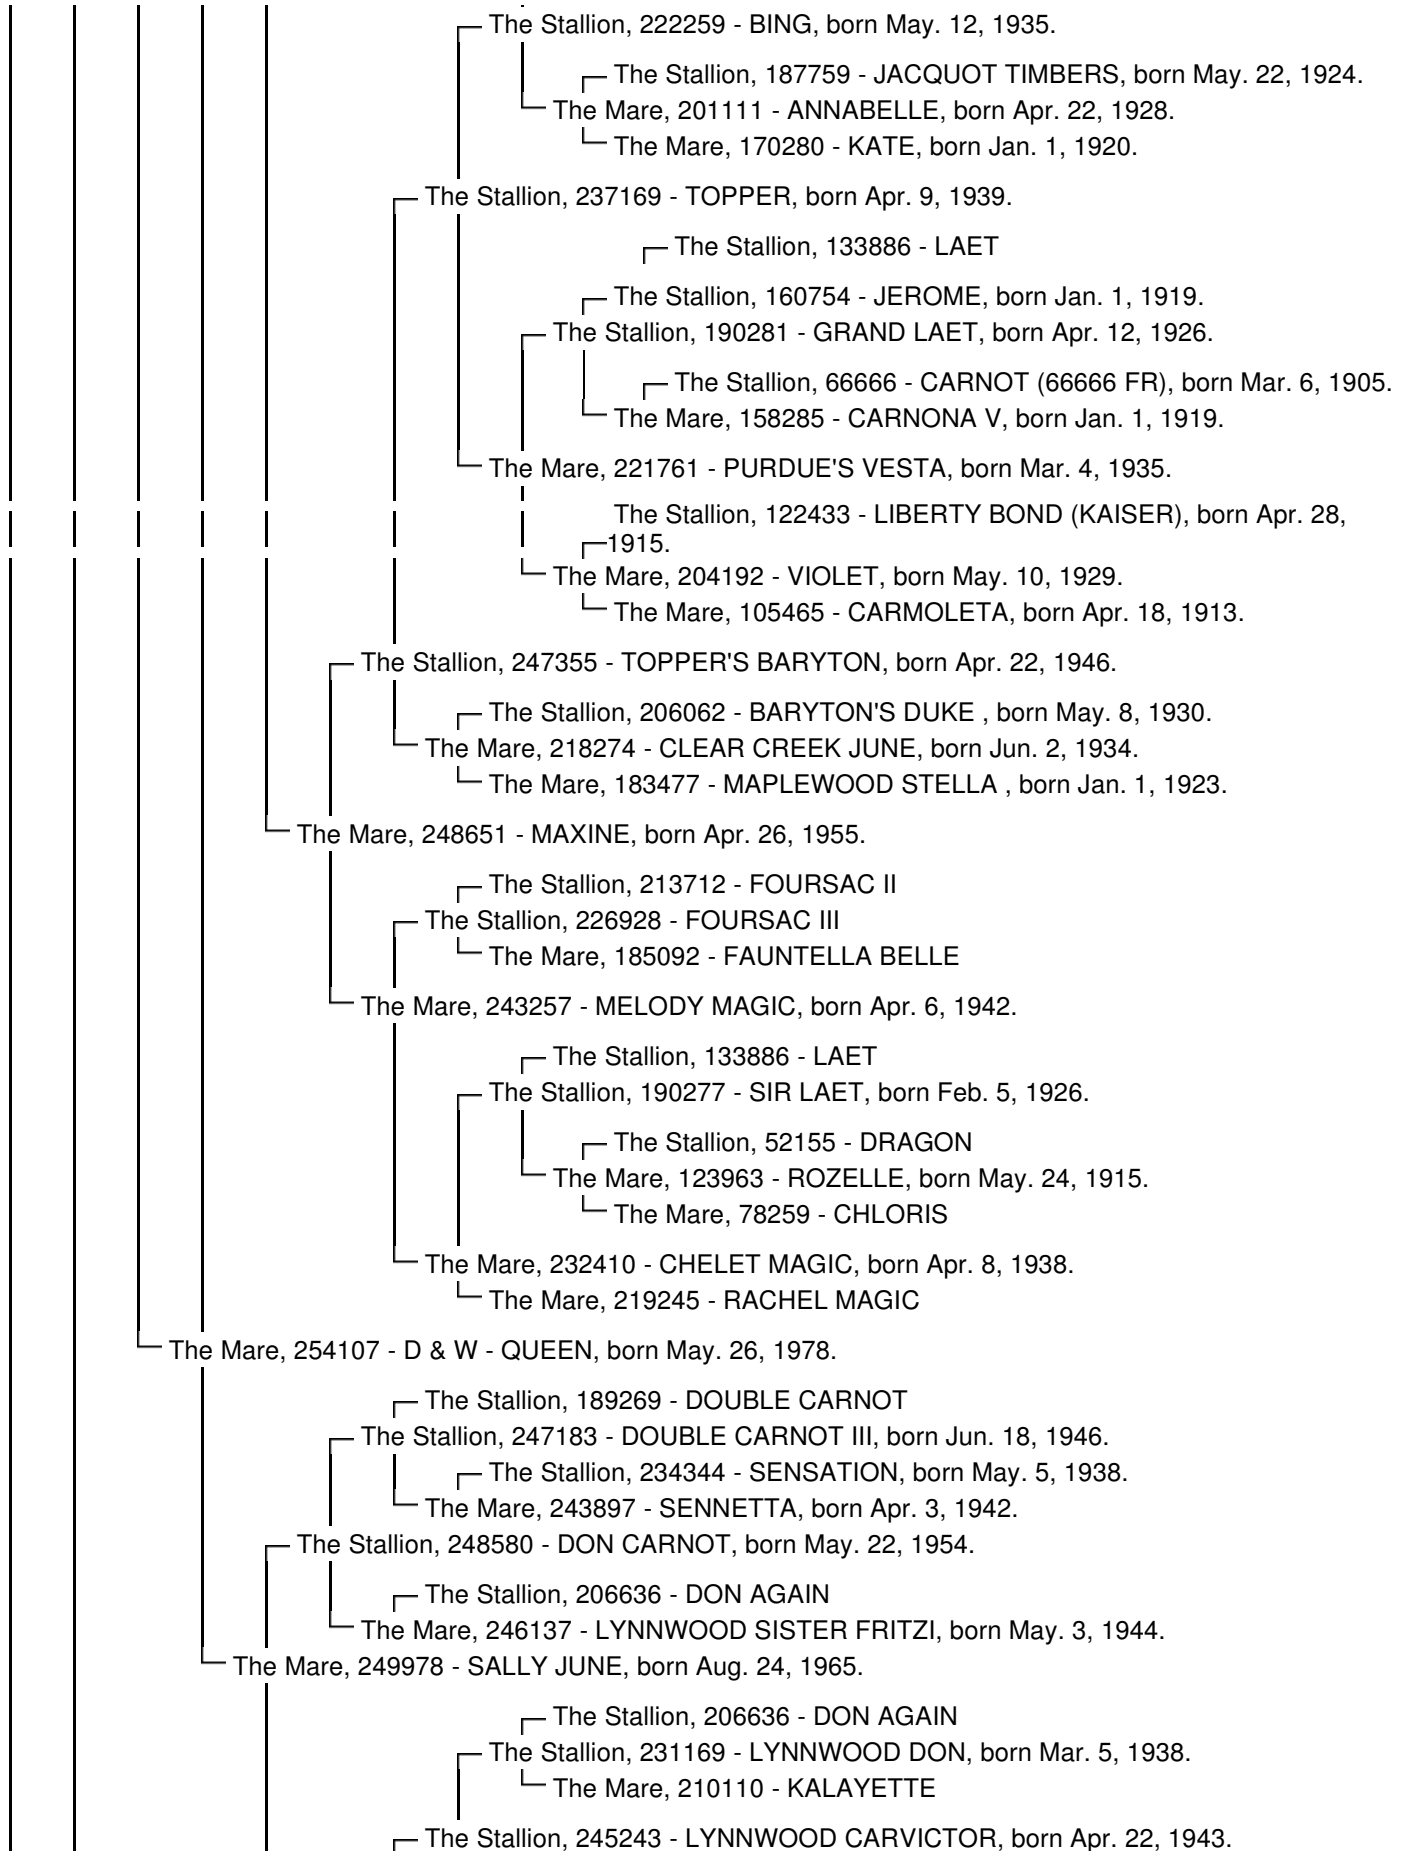 The Stallion, 222259 - BING, born May. 12, 1935.
The Stallion, 187759 - JACQUOT TIMBERS, born May. 22, 1924.
The Mare, 201111 - ANNABELLE, born Apr. 22, 1928.
The Mare, 170280 - KATE, born Jan. 1, 1920.
The Stallion, 237169 - TOPPER, born Apr. 9, 1939.
The Stallion, 133886 - LAET
The Stallion, 160754 - JEROME, born Jan. 1, 1919.
The Stallion, 190281 - GRAND LAET, born Apr. 12, 1926.
The Stallion, 66666 - CARNOT (66666 FR), born Mar. 6, 1905.
The Mare, 158285 - CARNONA V, born Jan. 1, 1919.
The Mare, 221761 - PURDUE'S VESTA, born Mar. 4, 1935.
The Stallion, 122433 - LIBERTY BOND (KAISER), born Apr. 28,
1915.
The Mare, 204192 - VIOLET, born May. 10, 1929.
The Mare, 105465 - CARMOLETA, born Apr. 18, 1913.
The Stallion, 247355 - TOPPER'S BARYTON, born Apr. 22, 1946.
The Stallion, 206062 - BARYTON'S DUKE , born May. 8, 1930.
The Mare, 218274 - CLEAR CREEK JUNE, born Jun. 2, 1934.
The Mare, 183477 - MAPLEWOOD STELLA , born Jan. 1, 1923.
The Mare, 248651 - MAXINE, born Apr. 26, 1955.
The Stallion, 213712 - FOURSAC II
The Stallion, 226928 - FOURSAC III
The Mare, 185092 - FAUNTELLA BELLE
The Mare, 243257 - MELODY MAGIC, born Apr. 6, 1942.
The Stallion, 133886 - LAET
The Stallion, 190277 - SIR LAET, born Feb. 5, 1926.
The Stallion, 52155 - DRAGON
The Mare, 123963 - ROZELLE, born May. 24, 1915.
The Mare, 78259 - CHLORIS
The Mare, 232410 - CHELET MAGIC, born Apr. 8, 1938.
The Mare, 219245 - RACHEL MAGIC
The Mare, 254107 - D & W - QUEEN, born May. 26, 1978.
The Stallion, 189269 - DOUBLE CARNOT
The Stallion, 247183 - DOUBLE CARNOT III, born Jun. 18, 1946.
The Stallion, 234344 - SENSATION, born May. 5, 1938.
The Mare, 243897 - SENNETTA, born Apr. 3, 1942.
The Stallion, 248580 - DON CARNOT, born May. 22, 1954.
The Stallion, 206636 - DON AGAIN
The Mare, 246137 - LYNNWOOD SISTER FRITZI, born May. 3, 1944.
The Mare, 249978 - SALLY JUNE, born Aug. 24, 1965.
The Stallion, 206636 - DON AGAIN
The Stallion, 231169 - LYNNWOOD DON, born Mar. 5, 1938.
The Mare, 210110 - KALAYETTE
The Stallion, 245243 - LYNNWOOD CARVICTOR, born Apr. 22, 1943.